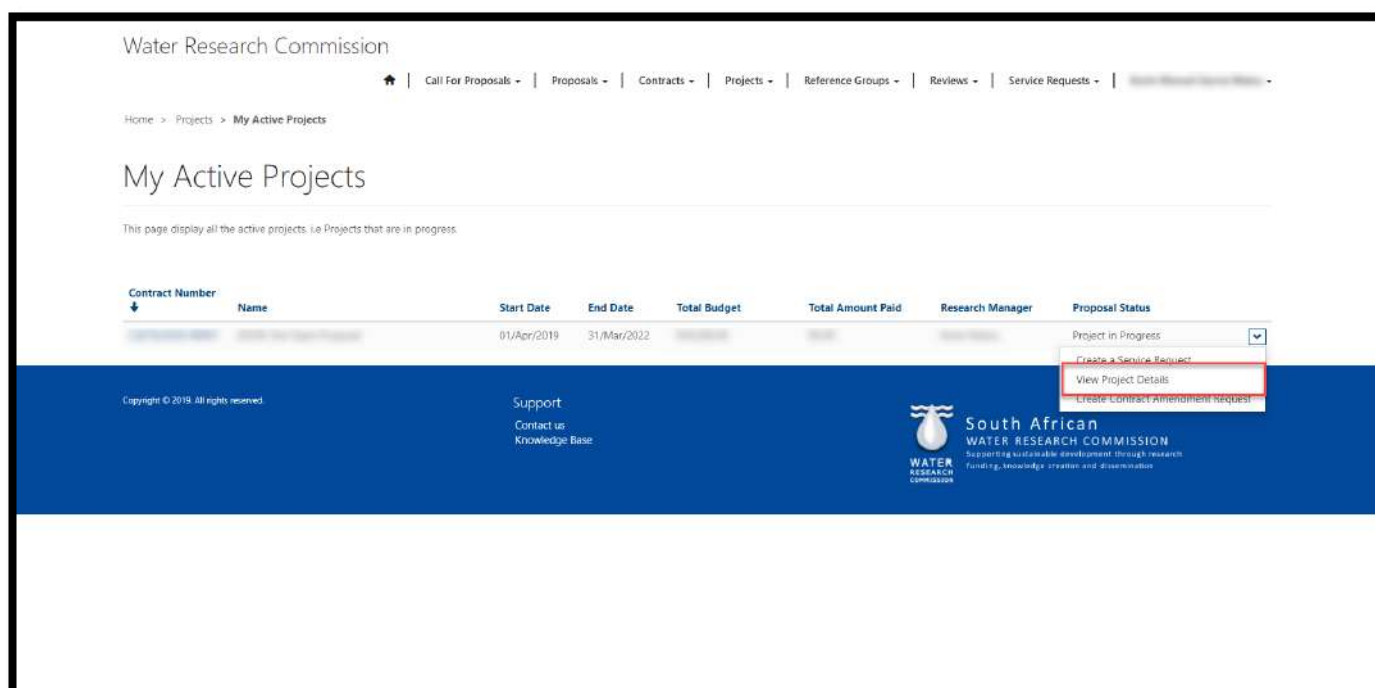 Water Research Commission
Call For Proposals | Proposals | Contracts | Projects | Reference Groups | Reviews | Service Requests |
Home > Projects > My Active Projects
My Active Projects
This page display all the active projects. i.e Projects that are in progress.
Contract Number Name Start Date End Date Total Budget Total Amount Paid Research Manager Proposal Status
01/Apr/2019 31/Mar/2022 Project in Progress
Create a Service Request
View Project Details
Create Contract Amendment Request
Copyright © 2019. All rights reserved.
Support
Contact us
Knowledge Base
WATER
RESEARCH
COMMISSION
South African
WATER RESEARCH COMMISSION
Supporting sustainable development through research
funding, knowledge creation and dissemination